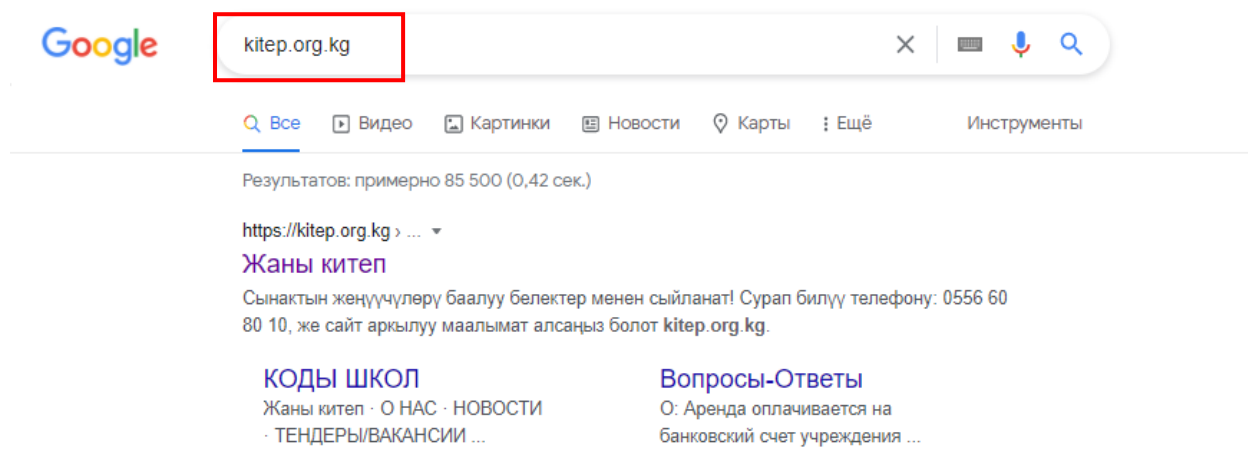 Google
kitep.org.kg
Все Видео Картинки Новости Карты Ещё Инструменты
Результатов: примерно 85 500 (0,42 сек.)
https://kitep.org.kg › ...
Жаны китеп
Сынактын жеңүүчүлөрү баалуу белектер менен сыйланат! Сурап билүү телефону: 0556 60
80 10, же сайт аркылуу маалымат алсаңыз болот kitep.org.kg.
КОДЫ ШКОЛ
Жаны китеп · О НАС · НОВОСТИ
· ТЕНДЕРЫ/ВАКАНСИИ ...
Вопросы-Ответы
О: Аренда оплачивается на
банковский счет учреждения ...